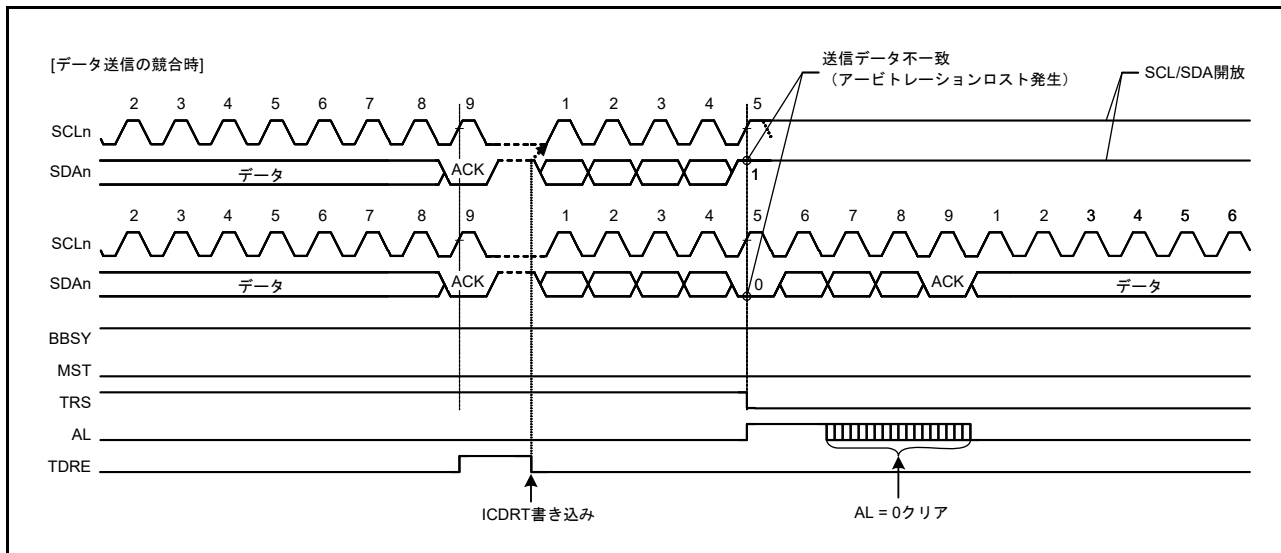 [データ送信の競合時]
送信データ不一致
（アービトレーションロスト発生）
SCL/SDA開放
2 3 4 5 6 7 8 9 1 2 3 4 5
SCLn
SDAn データ ACK 1
2 3 4 5 6 7 8 9 1 2 3 4 5 6 7 8 9 1 2 3 4 5 6
SCLn
SDAn データ ACK 0 ACK データ
BBSY
MST
TRS
AL
TDRE
ICDRT書き込み
AL = 0クリア